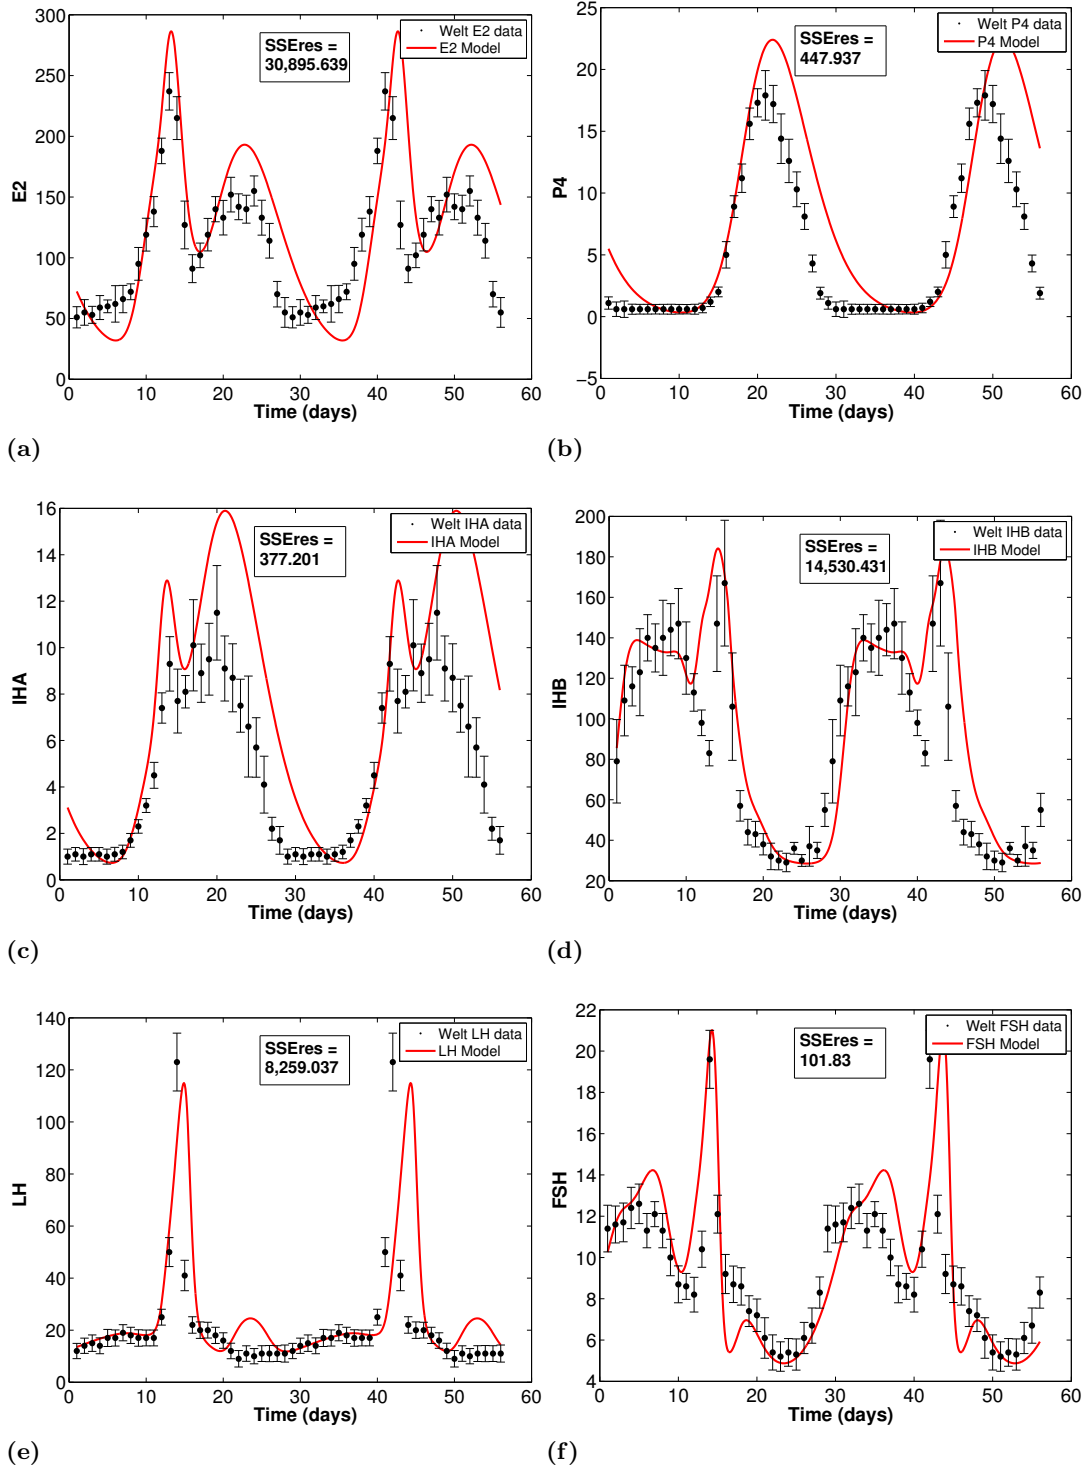 300
250
200
150
100
50
0
E2
0 10 20 30 40 50 60
Time (days)
SSEres =
30,895.639
Welt E2 data
E2 Model
(a)
25
20
15
10
5
0
−5
P4
0 20 40 60 80 100
Time (days)
SSEres =
447.937
Welt P4 data
P4 Model
(b)
16
14
12
10
8
6
4
2
0
IHA
0 10 20 30 40 50 60
Time (days)
SSEres =
377.201
Welt IHA data
IHA Model
(c)
200
180
160
140
120
100
80
60
40
20
IHB
0 10 20 30 40 50 60
Time (days)
SSEres =
14,530.431
Welt IHB data
IHB Model
(d)
140
120
100
80
60
40
20
0
LH
0 10 20 30 40 50 60
Time (days)
SSEres =
8,259.037
Welt LH data
LH Model
(e)
22
20
18
16
14
12
10
8
6
4
FSH
0 10 20 30 40 50 60
Time (days)
SSEres =
101.83
Welt FSH data
FSH Model
(f)